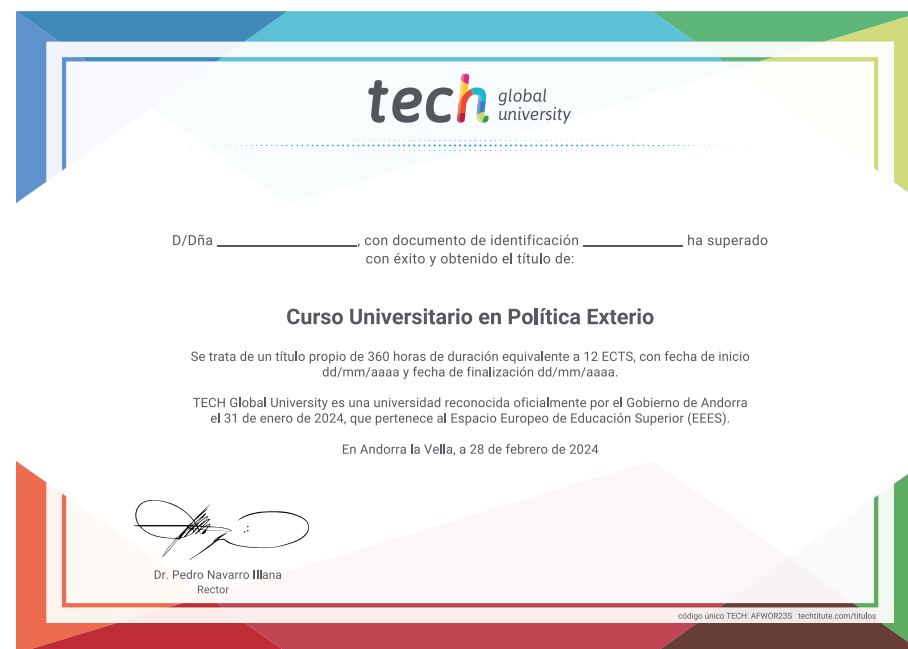 tech global
university
D/Dña ______________, con documento de identificación __________ ha superado
con éxito y obtenido el título de:
Curso Universitario en Política Exterio
Se trata de un título propio de 360 horas de duración equivalente a 12 ECTS, con fecha de inicio
dd/mm/aaaa y fecha de finalización dd/mm/aaaa.
TECH Global University es una universidad reconocida oficialmente por el Gobierno de Andorra
el 31 de enero de 2024, que pertenece al Espacio Europeo de Educación Superior (EEES).
En Andorra la Vella, a 28 de febrero de 2024
Dr. Pedro Navarro Illana
Rector
código único TECH: AFWOR23S techtitute.com/titulos